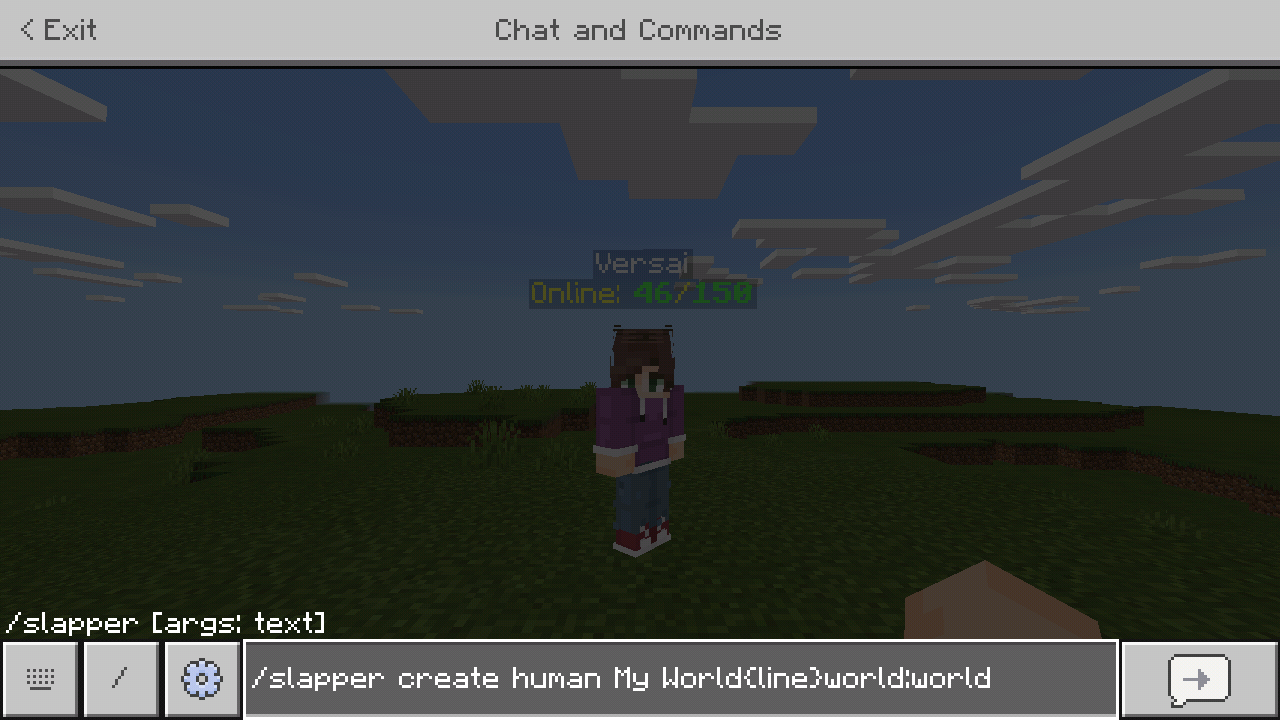 Exit
Chat and Commands
Versai
Online: 46/150
/slapper [args: text]
/
/slapper create human My World{line}world:world